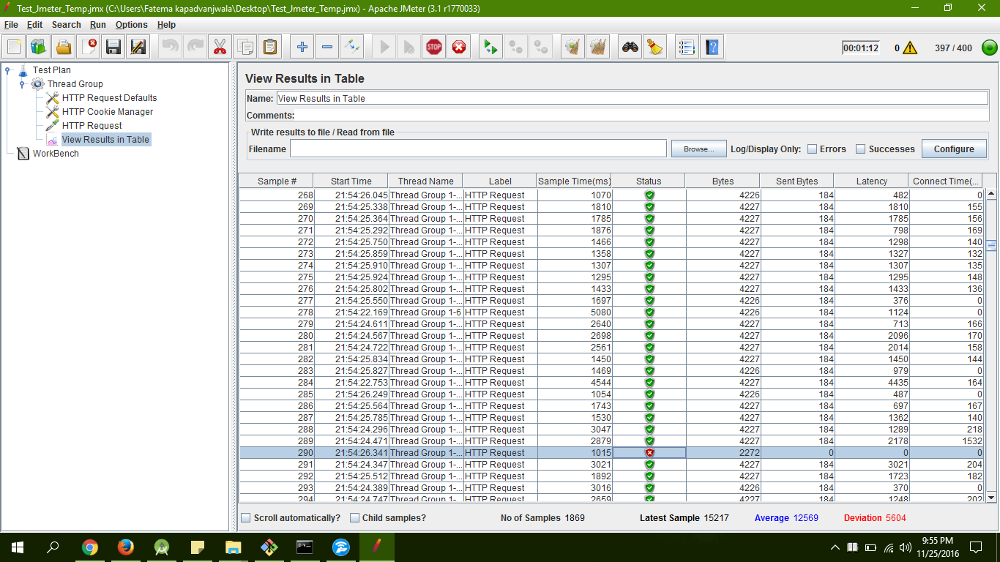 Test_Jmeter_Temp.jmx (C:\Users\Fatema kapadvanjwala\Desktop\Test_Jmeter_Temp.jmx) - Apache JMeter (3.1 r1770033)
File Edit Search Run Options Help
STOP 00:01:12 0 397 / 400
Test Plan
Thread Group
HTTP Request Defaults
HTTP Cookie Manager
HTTP Request
View Results in Table
WorkBench
View Results in Table
Name: View Results in Table
Comments:
Write results to file / Read from file
Filename Browse... Log/Display Only: Errors Successes Configure
Sample # Start Time Thread Name Label Sample Time(ms) Status Bytes Sent Bytes Latency Connect Time(...
268 21:54:26.045 Thread Group 1-... HTTP Request 1070 4226 184 482 0
269 21:54:25.338 Thread Group 1-... HTTP Request 1810 4227 184 1810 155
270 21:54:25.364 Thread Group 1-... HTTP Request 1785 4227 184 1785 156
271 21:54:25.292 Thread Group 1-... HTTP Request 1876 4227 184 798 169
272 21:54:25.750 Thread Group 1-... HTTP Request 1466 4227 184 1298 140
273 21:54:25.859 Thread Group 1-... HTTP Request 1358 4227 184 1327 132
274 21:54:25.910 Thread Group 1-... HTTP Request 1307 4227 184 1307 135
275 21:54:25.924 Thread Group 1-... HTTP Request 1295 4227 184 1295 148
276 21:54:25.802 Thread Group 1-... HTTP Request 1433 4227 184 1433 136
277 21:54:25.550 Thread Group 1-... HTTP Request 1697 4226 184 376 0
278 21:54:22.169 Thread Group 1-6 HTTP Request 5080 4226 184 1124 0
279 21:54:24.611 Thread Group 1-... HTTP Request 2640 4227 184 713 166
280 21:54:24.567 Thread Group 1-... HTTP Request 2698 4227 184 2096 170
281 21:54:24.722 Thread Group 1-... HTTP Request 2561 4227 184 2014 158
282 21:54:25.834 Thread Group 1-... HTTP Request 1450 4227 184 1450 144
283 21:54:25.827 Thread Group 1-... HTTP Request 1469 4226 184 979 0
284 21:54:22.753 Thread Group 1-... HTTP Request 4544 4227 184 4435 164
285 21:54:26.249 Thread Group 1-... HTTP Request 1054 4226 184 487 0
286 21:54:25.564 Thread Group 1-... HTTP Request 1743 4227 184 697 167
287 21:54:25.785 Thread Group 1-... HTTP Request 1530 4227 184 1362 140
288 21:54:24.296 Thread Group 1-... HTTP Request 3047 4227 184 1289 218
289 21:54:24.471 Thread Group 1-... HTTP Request 2879 4227 184 2178 1532
290 21:54:26.341 Thread Group 1-... HTTP Request 1015 2272 0 0 0
291 21:54:24.347 Thread Group 1-... HTTP Request 3021 4227 184 3021 204
292 21:54:25.512 Thread Group 1-... HTTP Request 1892 4227 184 1723 182
293 21:54:24.389 Thread Group 1-... HTTP Request 3016 4226 184 370 0
294 21:54:24.747 Thread Group 1-... HTTP Request 2659 4227 184 1248 202
Scroll automatically? Child samples? No of Samples 1869 Latest Sample 15217 Average 12569 Deviation 5604
9:55 PM
11/25/2016